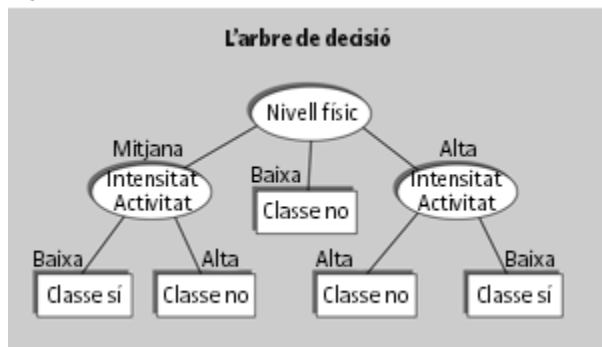 L'arbre de decisió
Nivell físic
Mitjana
Baixa
Alta
Intensitat
Activitat
Classe no
Intensitat
Activitat
Baixa
Alta
Alta
Baixa
Classe sí
Classe no
Classe no
Classe sí